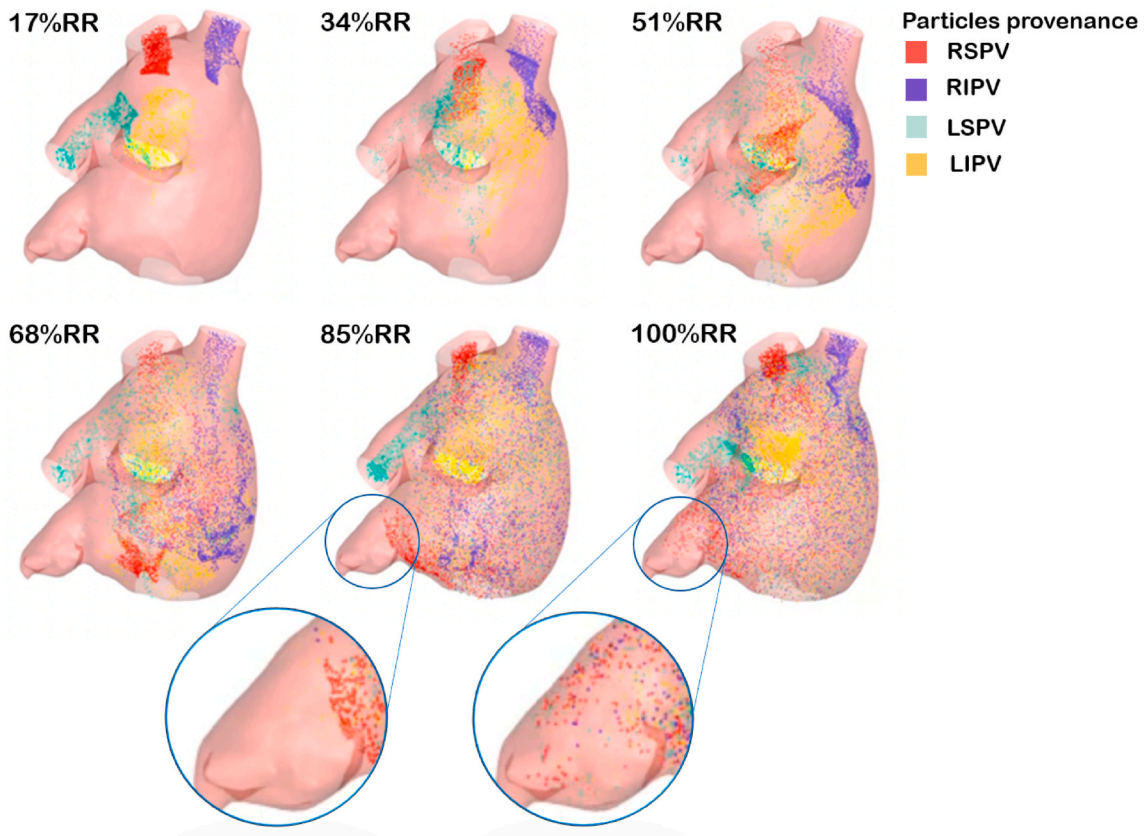 17%RR
34%RR
51%RR
Particles provenance
RSPV
RIPV
LSPV
LIPV
68%RR
85%RR
100%RR